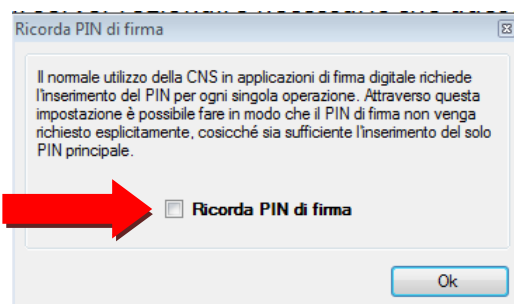 Ricorda PIN di firma
Il normale utilizzo della CNS in applicazioni di firma digitale richiede
l'inserimento del PIN per ogni singola operazione. Attraverso questa
impostazione è possibile fare in modo che il PIN di firma non venga
richiesto esplicitamente, cosicché sia sufficiente l'inserimento del solo
PIN principale.
Ricorda PIN di firma
Ok